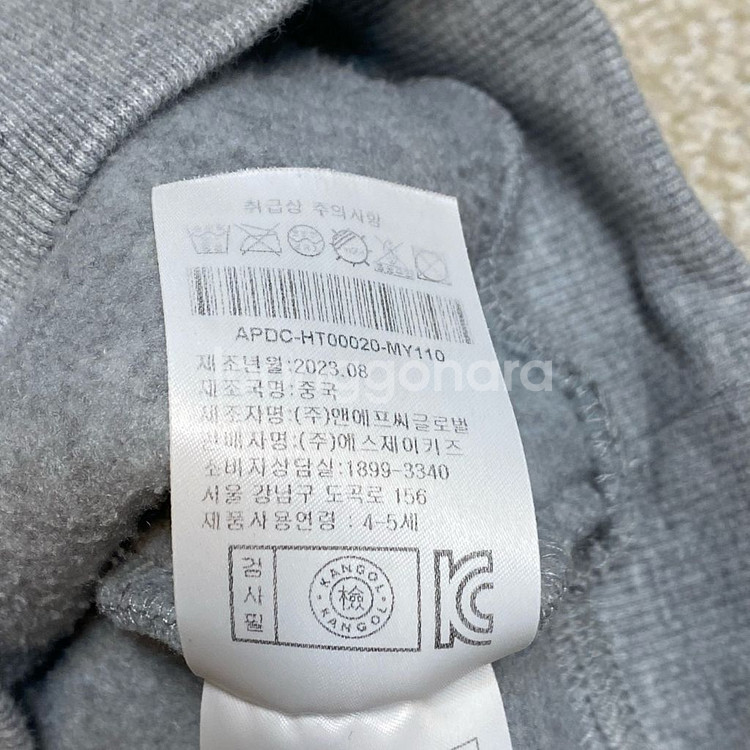 취급상 주의사항
APDC-HT00020-MY110
제조년월:2023.08
제조국명:중국
제조자명:(주)앤에프씨글로벌
판매자명:(주)에스제이키즈
소비자상담실:1899-3340
서울 강남구 도곡로 156
제품사용연령 : 4-5세
검사필
KANGOL
檢
KANGOL